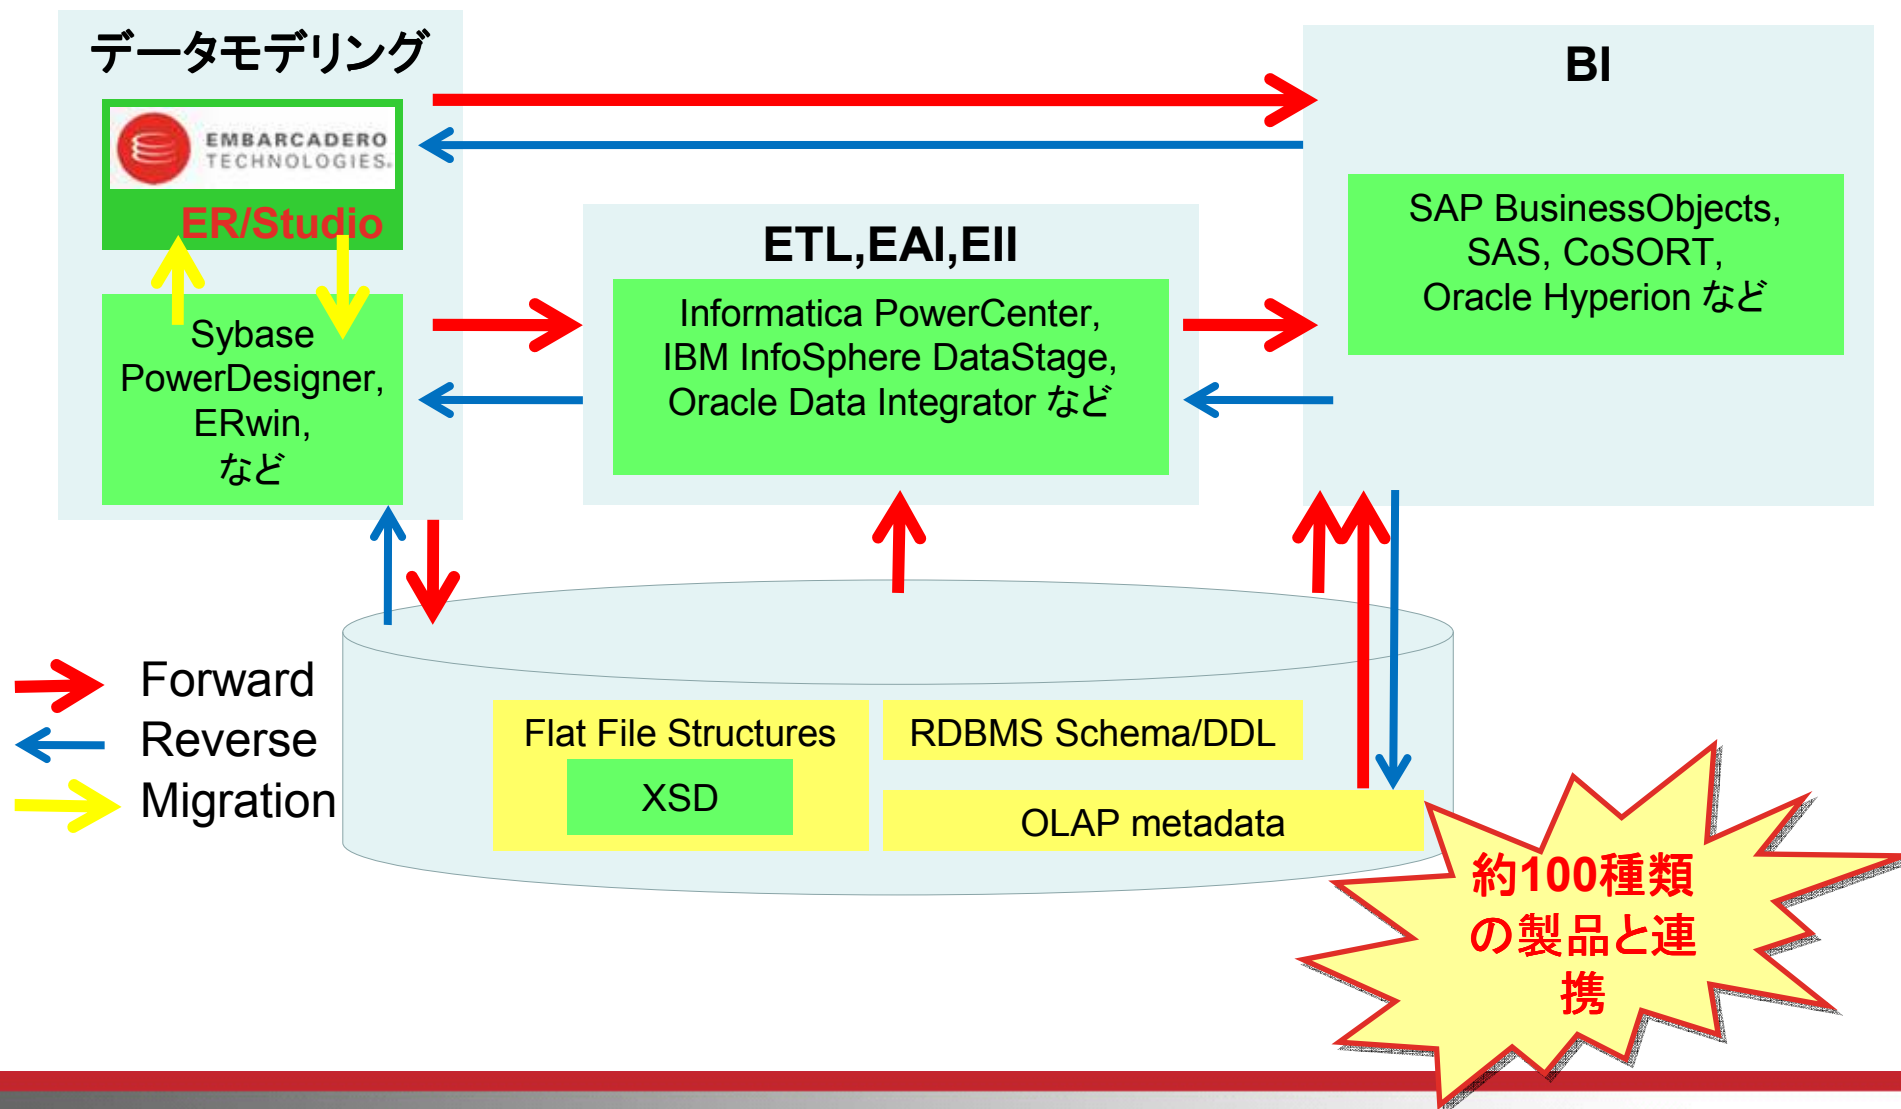 データモデリング
EMBARCADERO
TECHNOLOGIES.
ER/Studio
Sybase
PowerDesigner,
ERwin,
など
ETL,EAI,EII
Informatica PowerCenter,
IBM InfoSphere DataStage,
Oracle Data Integrator など
BI
SAP BusinessObjects,
SAS, CoSORT,
Oracle Hyperion など
Forward
Reverse
Migration
Flat File Structures
XSD
RDBMS Schema/DDL
OLAP metadata
約100種類
の製品と連
携